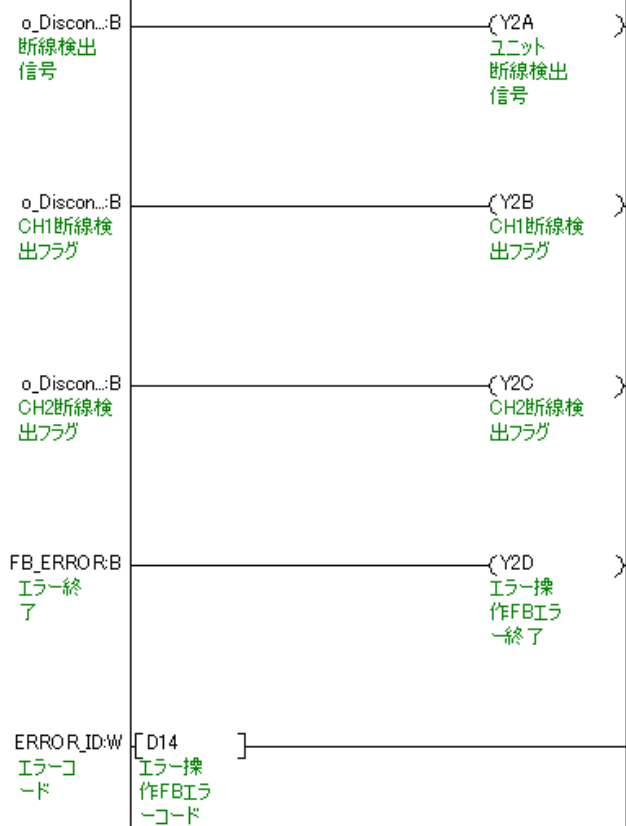 o_Discon...:B
断線検出
信号
(Y2A )
ユニット
断線検出
信号
o_Discon...:B
CH1断線検
出フラグ
(Y2B )
CH1断線検
出フラグ
o_Discon...:B
CH2断線検
出フラグ
(Y2C )
CH2断線検
出フラグ
FB_ERROR:B
エラー終
了
(Y2D )
エラー操
作FBエラ
ー終了
ERROR_ID:W
エラーコ
ード
[D14 ]
エラー操
作FBエラ
ーコード